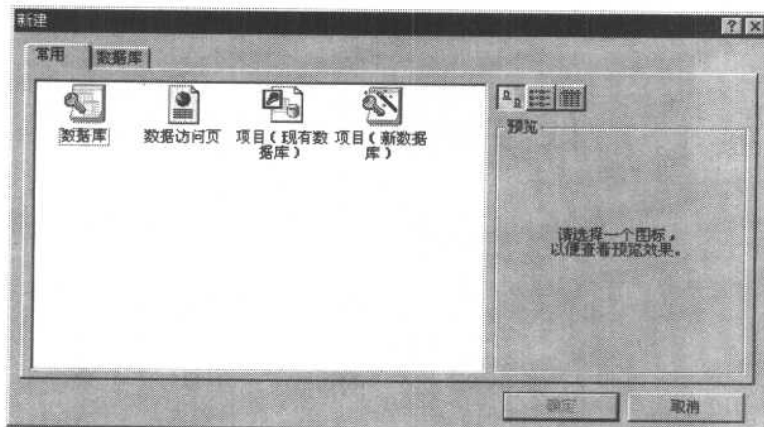 新建
常用 数据库
数据库 数据访问页 项目(现有数据库) 项目(新数据库)
预览
请选择一个图标，
以便查看预览效果。
确定 取消